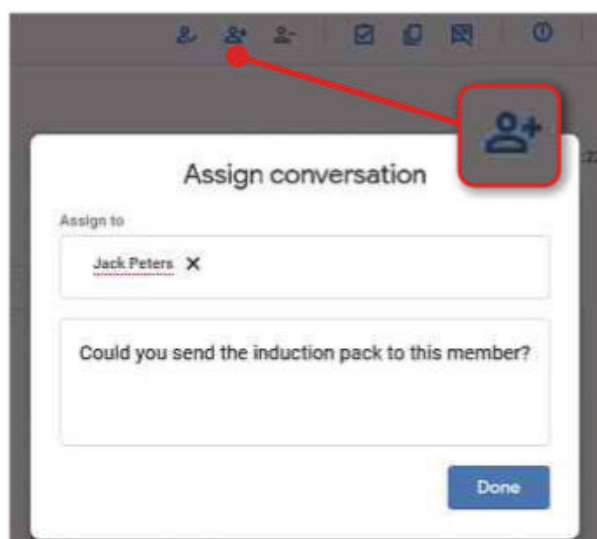 Assign conversation
Assign to
Jack Peters
Could you send the induction pack to this member?
Done